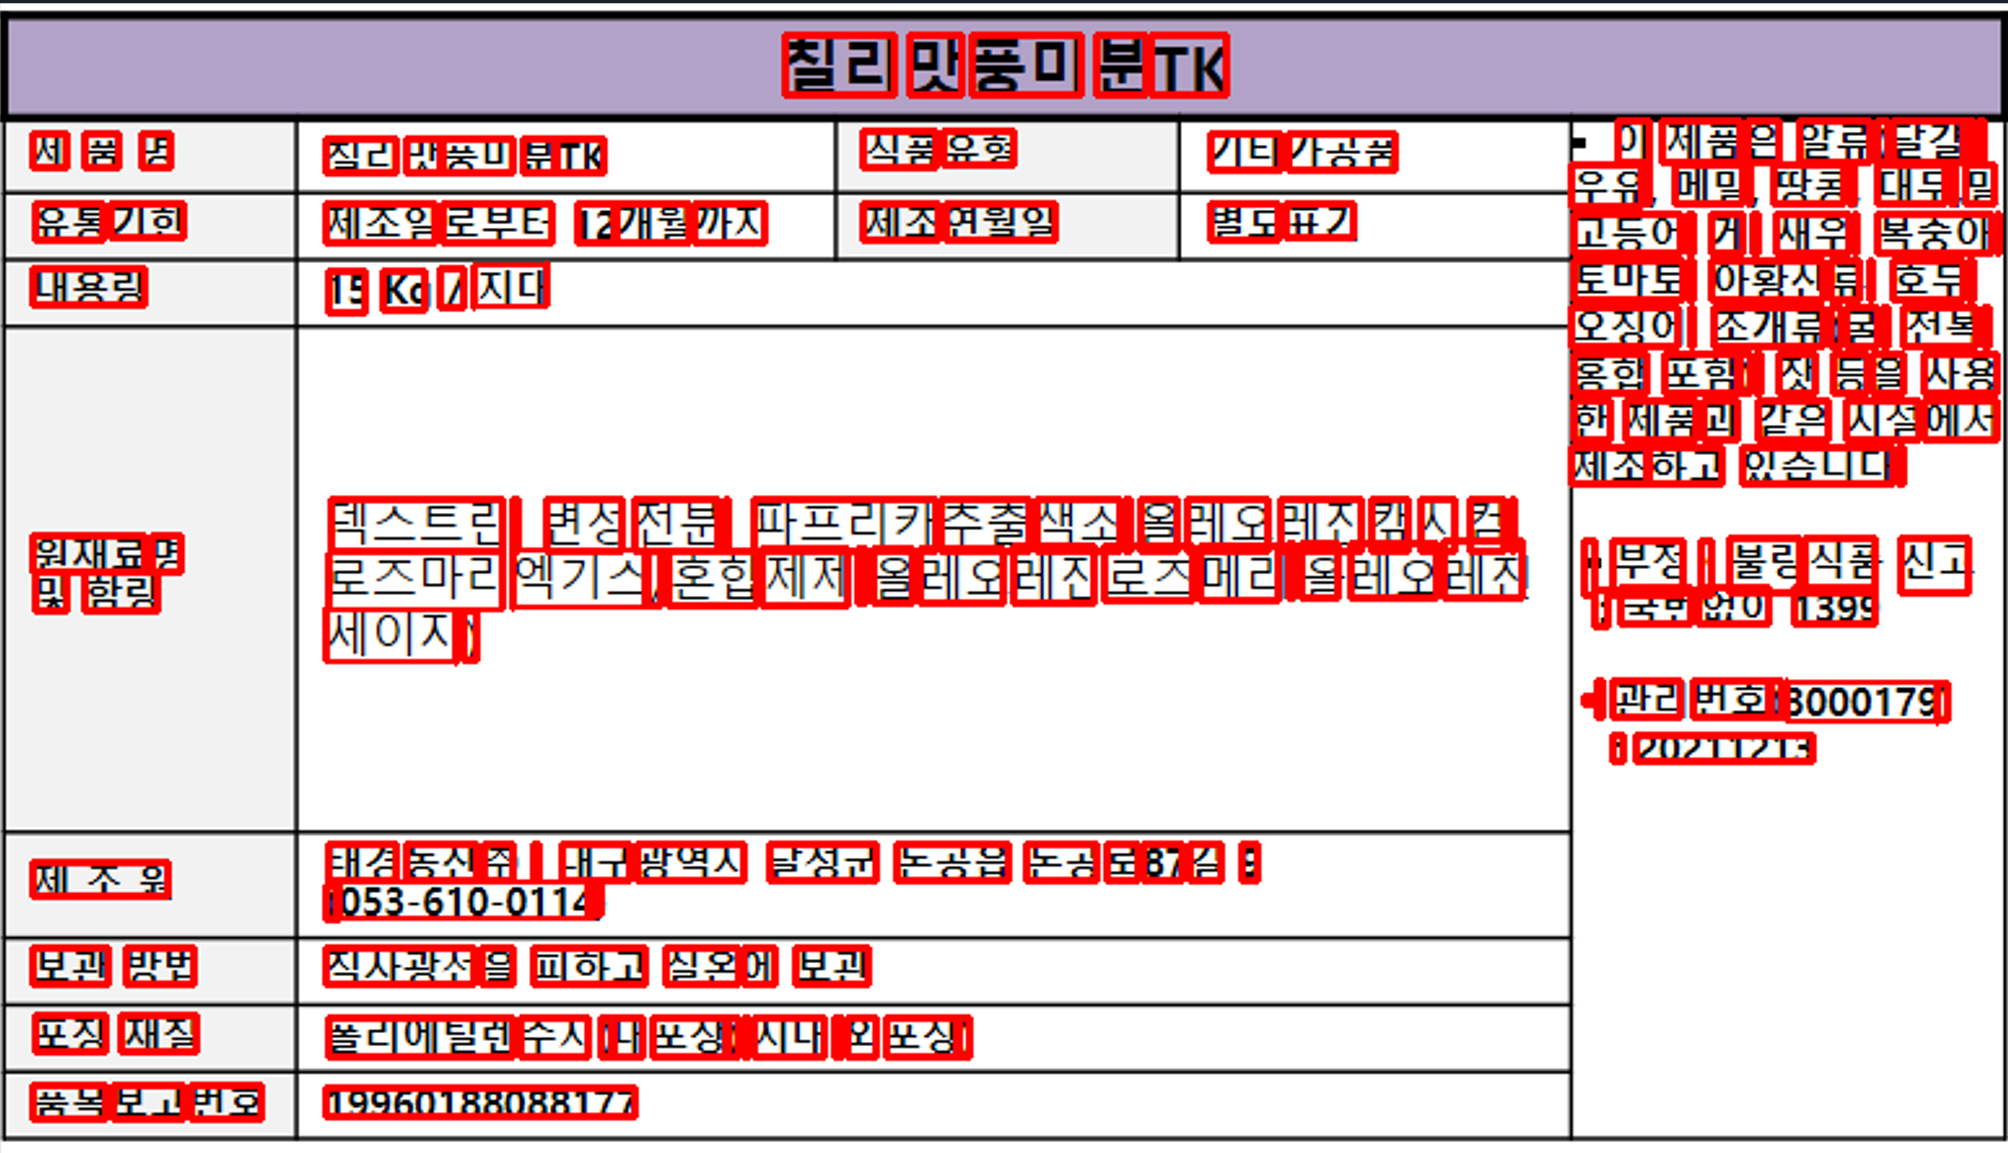 칠리맛풍미분TK
제 품 명 칠리맛풍미분TK 식품유형 기타가공품
유통기한 제조일로부터 12개월까지 제조연월일 별도표기
내용량 15 Kg / 지대
원재료명
및 함량
덱스트린, 변성전분, 파프리카추출색소(올레오레진캪시컴,
로즈마리엑기스), 혼합제제(올레오레진로즈메리, 올레오레진
세이지)
제 조 원 태경농산㈜, 대구광역시 달성군 논공읍 논공로87길 9
(053-610-0114)
보관 방법 직사광선을 피하고 실온에 보관
포장 재질 폴리에틸렌수지(내포장), 지대(외포장)
품목보고번호 19960188088177
▪ 이 제품은 알류(달걀),
우유, 메밀, 땅콩, 대두, 밀,
고등어, 게, 새우, 복숭아,
토마토, 아황산류, 호두,
오징어, 조개류(굴, 전복,
홍합 포함), 잣 등을 사용
한 제품과 같은 시설에서
제조하고 있습니다.
▪ 부정, 불량식품 신고
: 국번없이 1399
관리번호(3000179)
20211213